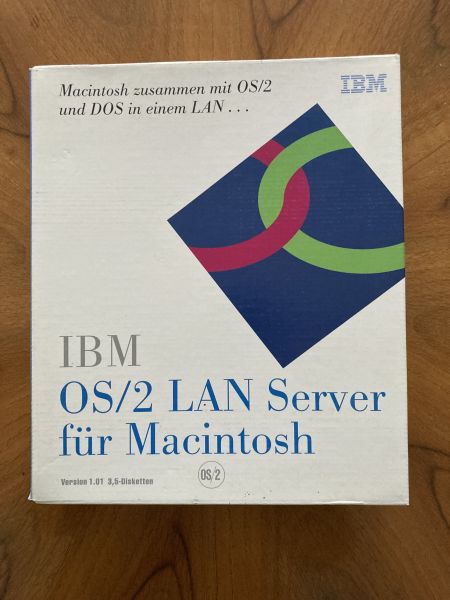 Macintosh zusammen mit OS/2
und DOS in einem LAN . . .
IBM
IBM
OS/2 LAN Server
für Macintosh
Version 1.01 3,5-Disketten
OS/2